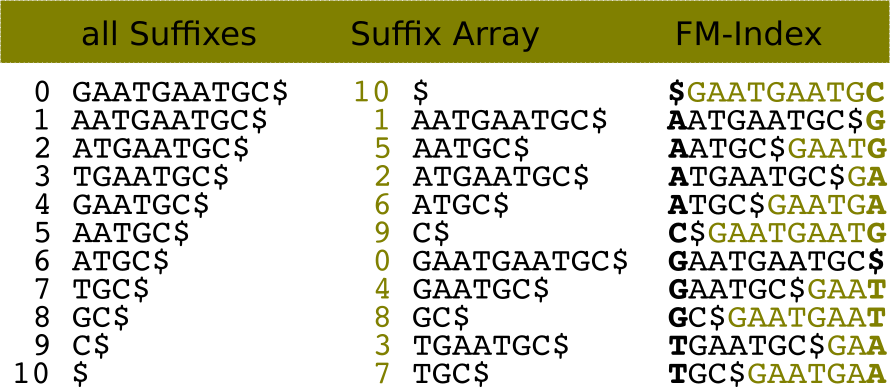 all Suffixes Suffix Array FM-Index
0 GAATGAATGC$ 10 $ $GAATGAATGC
1 AATGAATGC$ 1 AATGAATGC$ AATGAATGC$G
2 ATGAATGC$ 5 AATGC$ AATGC$GAATG
3 TGAATGC$ 2 ATGAATGC$ ATGAATGC$GA
4 GAATGC$ 6 ATGC$ ATGC$GAATGA
5 AATGC$ 9 C$ C$GAATGAATG
6 ATGC$ 0 GAATGAATGC$ GAATGAATGC$
7 TGC$ 4 GAATGC$ GAATGC$GAAT
8 GC$ 8 GC$ GC$GAATGAAT
9 C$ 3 TGAATGC$ TGAATGC$GAA
10 $ 7 TGC$ TGC$GAATGAA